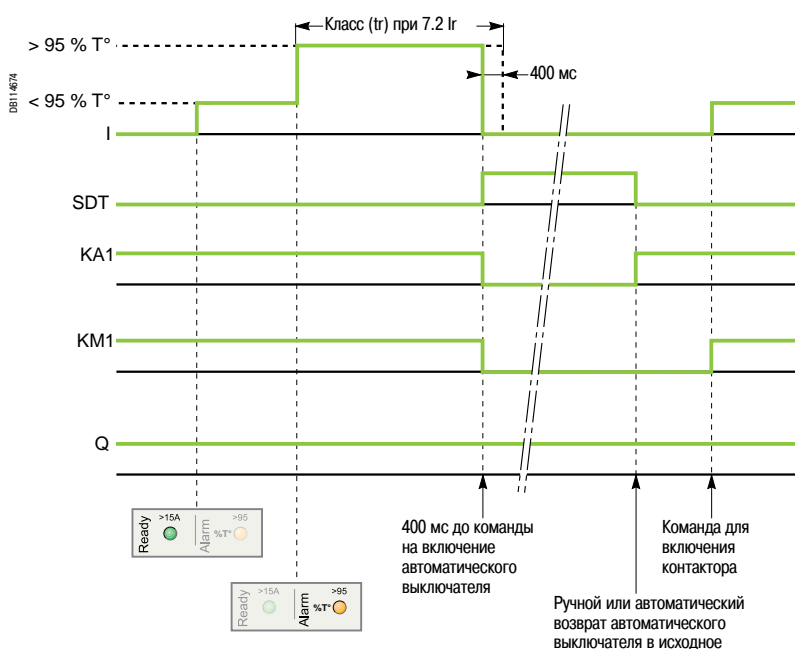 Класс (tr) при 7.2 Ir
> 95 % T°
400 мс
DB114674
< 95 % T°
I
SDT
KA1
KM1
Q
Ready >15A Alarm >95 %T°
Ready >15A Alarm >95 %T°
400 мс до команды
на включение
автоматического
выключателя
Команда для
включения
контактора
Ручной или автоматический
возврат автоматического
выключателя в исходное